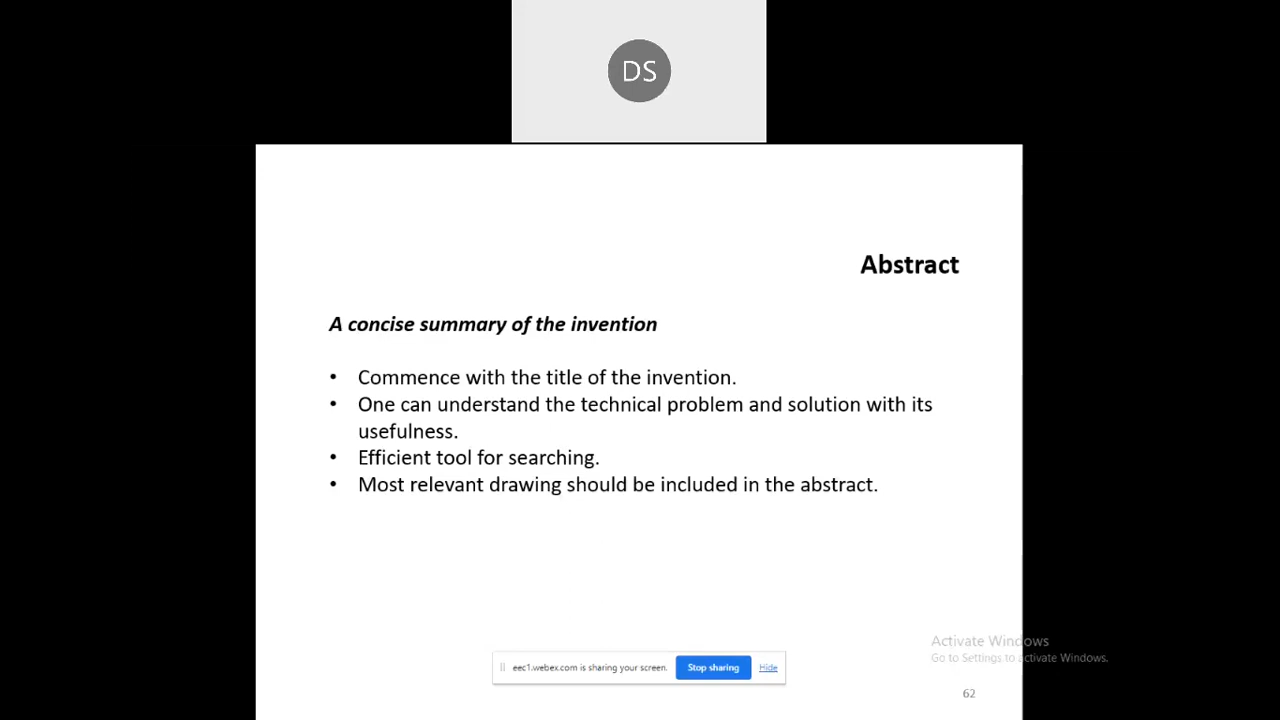 DS
Abstract
A concise summary of the invention
• Commence with the title of the invention.
• One can understand the technical problem and solution with its
usefulness.
• Efficient tool for searching.
• Most relevant drawing should be included in the abstract.
Activate Windows
Go to Settings to activate Windows.
eec1.webex.com is sharing your screen.
Stop sharing
Hide
62